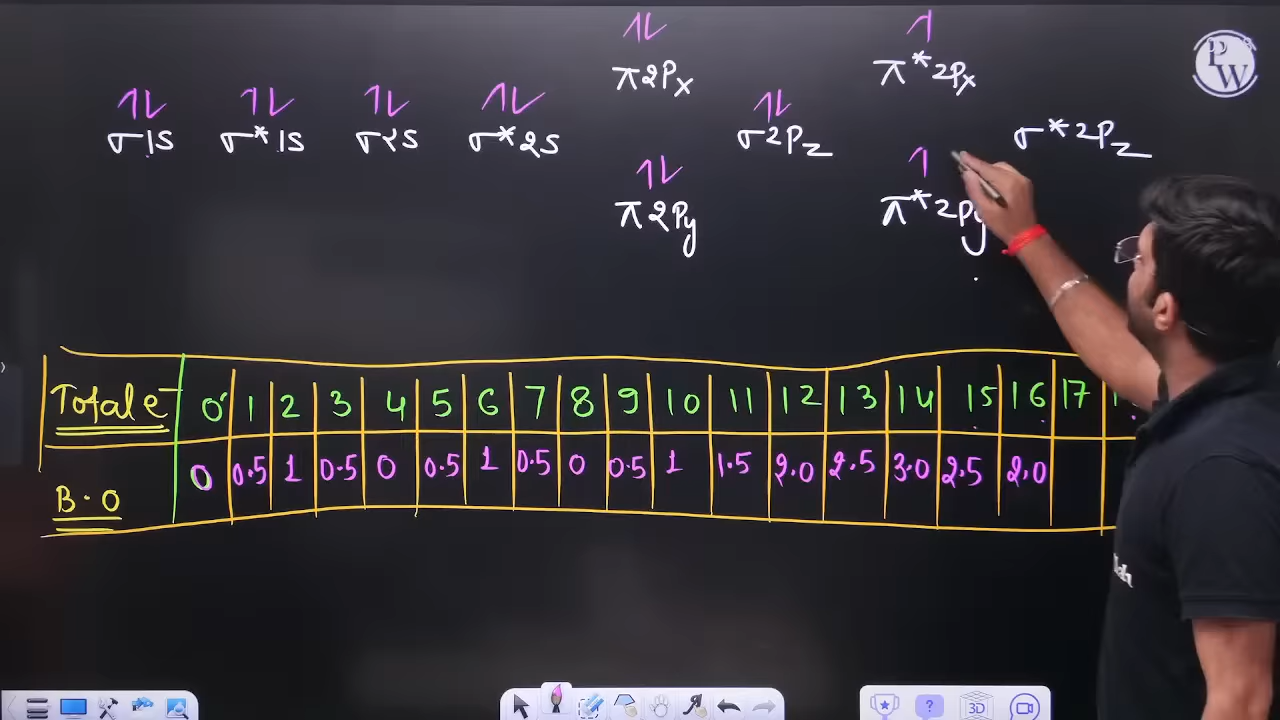 ↿⇂ ↿
π2Px π*2Px
PW
↿⇂ ↿⇂ ↿⇂ ↿⇂ ↿⇂
σ1s σ*1s σ2s σ*2s σ2Pz σ*2Pz
↿⇂ ↿
π2Py π*2Py
Total e⁻ 0 1 2 3 4 5 6 7 8 9 10 11 12 13 14 15 16 17
B.O 0 0.5 1 0.5 0 0.5 1 0.5 0 0.5 1 1.5 2.0 2.5 3.0 2.5 2.0
3D